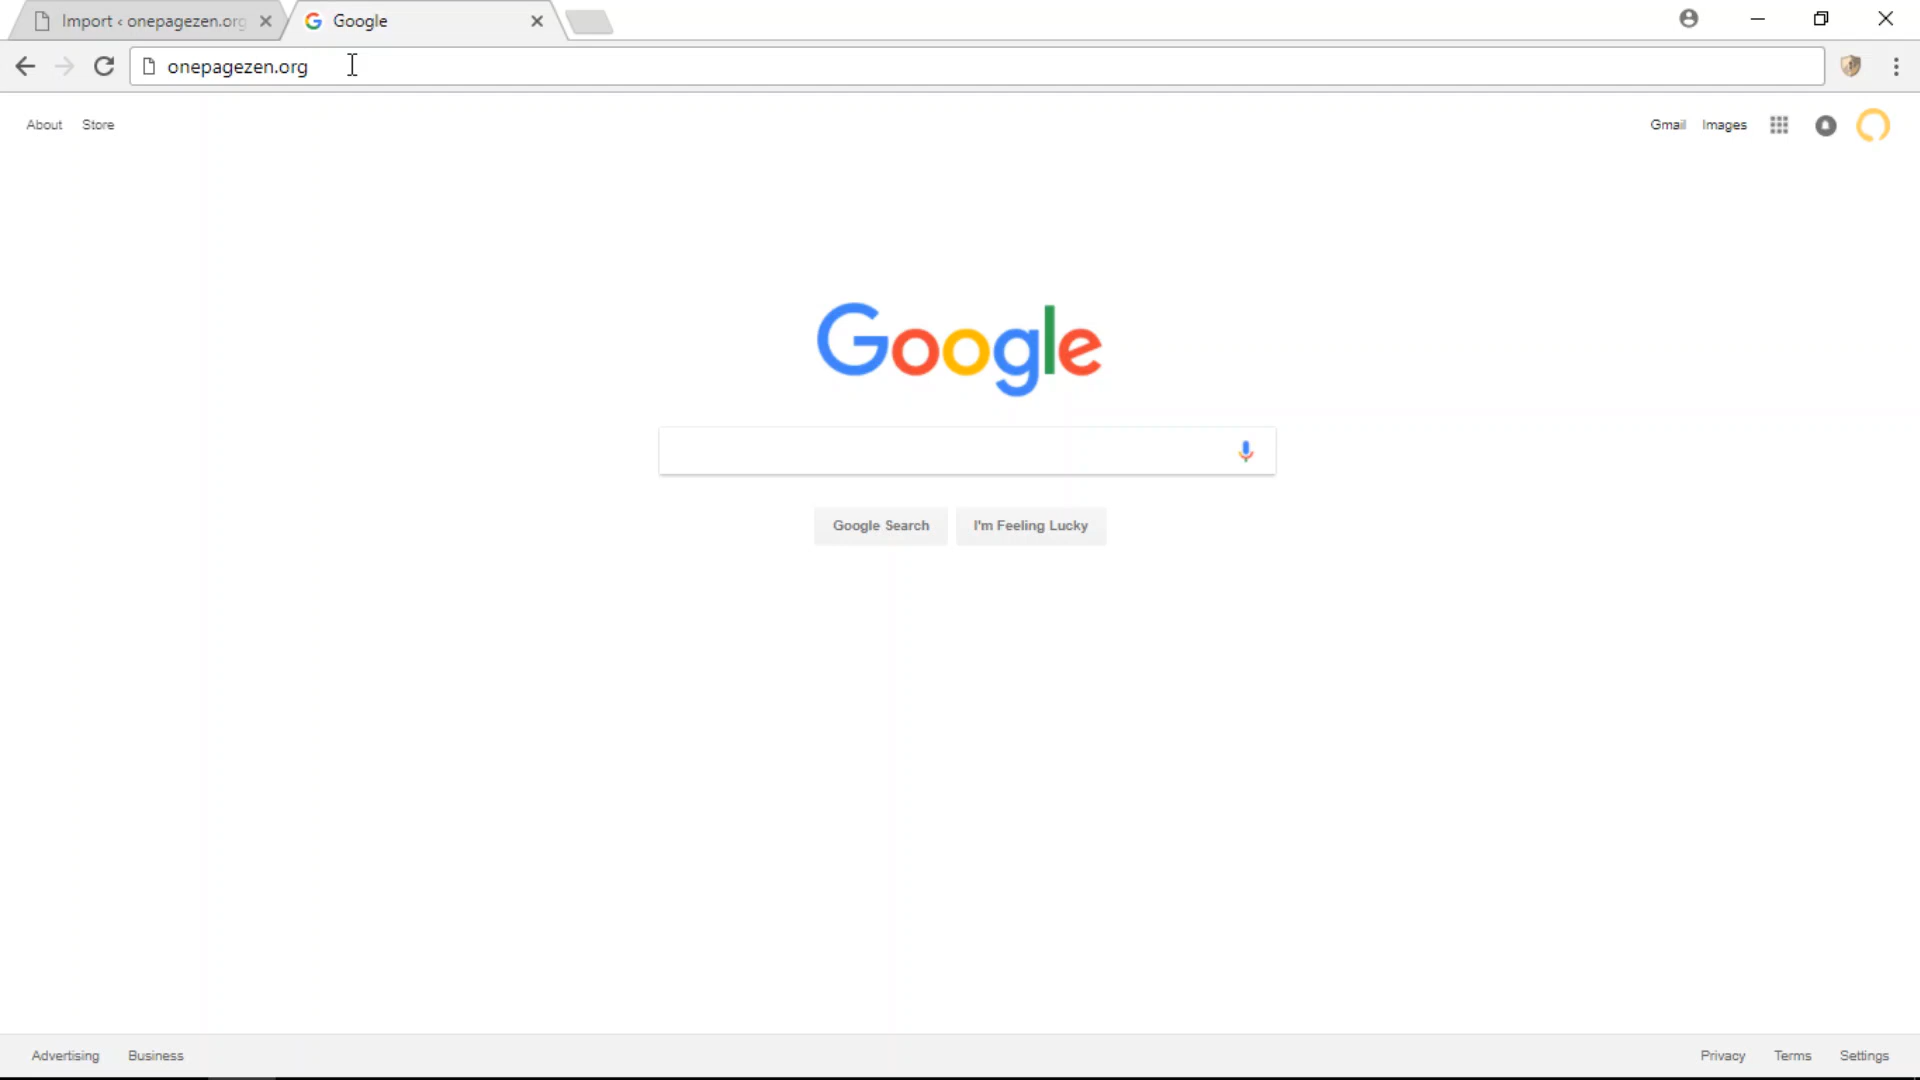 Import ‹ onepagezen.org
Google
onepagezen.org
About Store
Gmail Images
Google
Google Search I'm Feeling Lucky
Advertising Business
Privacy Terms Settings